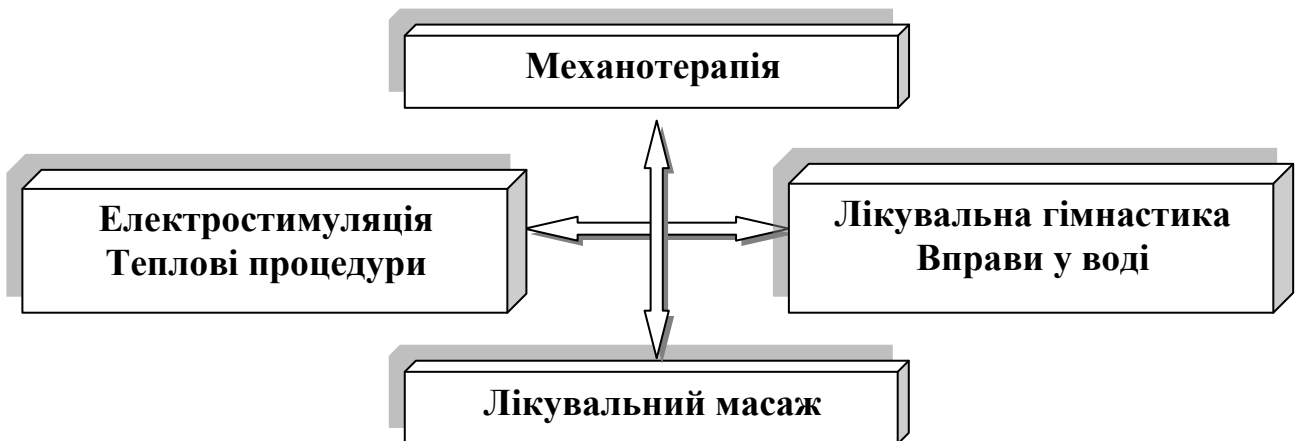 Механотерапія
Електростимуляція
Теплові процедури
Лікувальна гімнастика
Вправи у воді
Лікувальний масаж